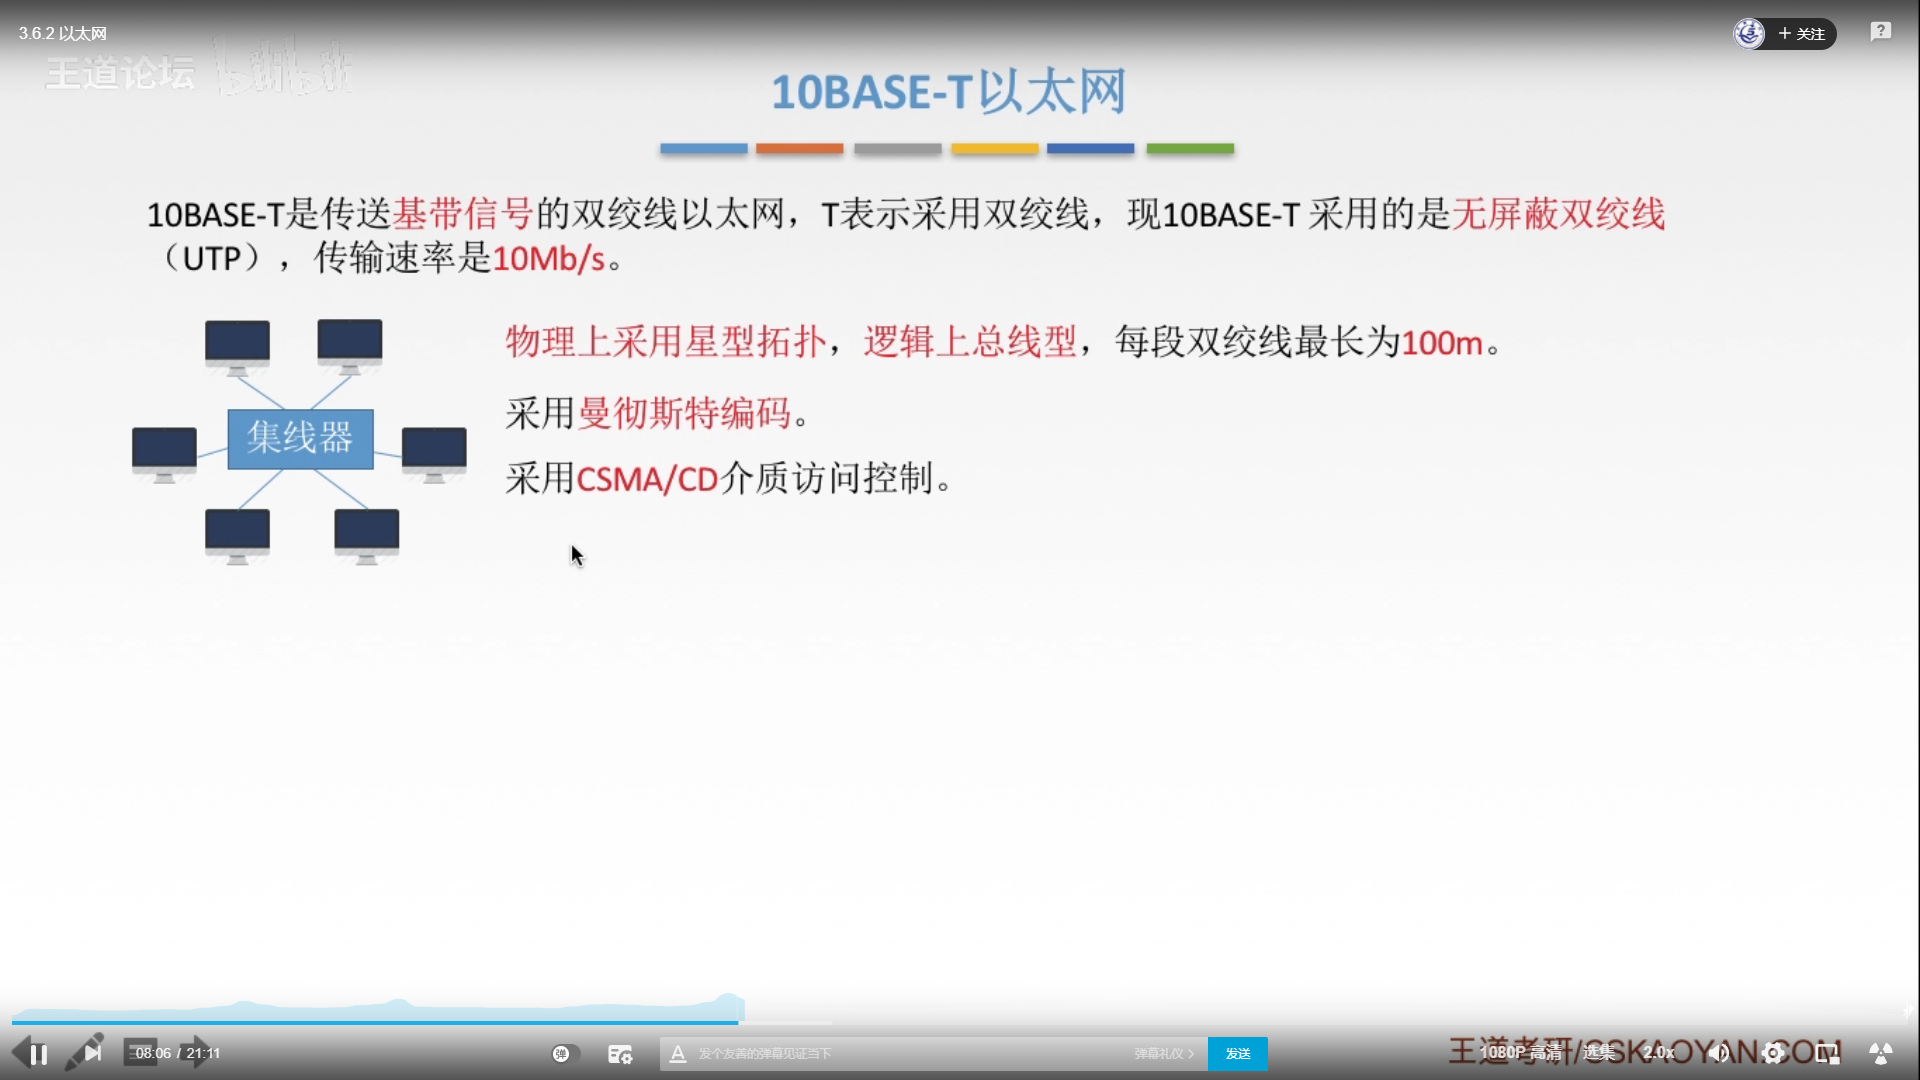 3.6.2 以太网
+ 关注
王道论坛 bilibili
10BASE-T以太网
10BASE-T是传送基带信号的双绞线以太网，T表示采用双绞线，现10BASE-T 采用的是无屏蔽双绞线
（UTP），传输速率是10Mb/s。
物理上采用星型拓扑，逻辑上总线型，每段双绞线最长为100m。
集线器
采用曼彻斯特编码。
采用CSMA/CD介质访问控制。
08:06 / 21:11
弹
发个友善的弹幕见证当下
弹幕礼仪 >
发送
王道考研/CSKAOYAN.COM
1080P 高清
选集
2.0x